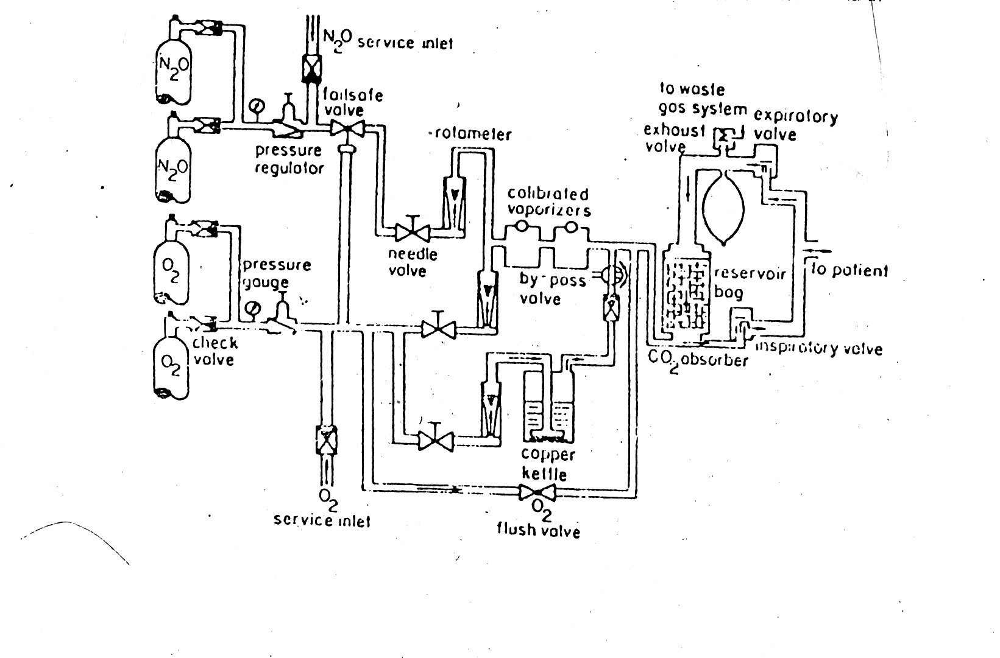 N2O service inlet
N2O
failsafe
valve
N2O
pressure
regulator
rotameter
needle
valve
O2
pressure
gauge
check
valve
O2
O2
service inlet
calibrated
vaporizers
by-pass
valve
copper
kettle
O2
flush valve
to waste
gas system
exhaust
valve
expiratory
valve
reservoir
bag
to patient
inspiratory valve
CO2 absorber